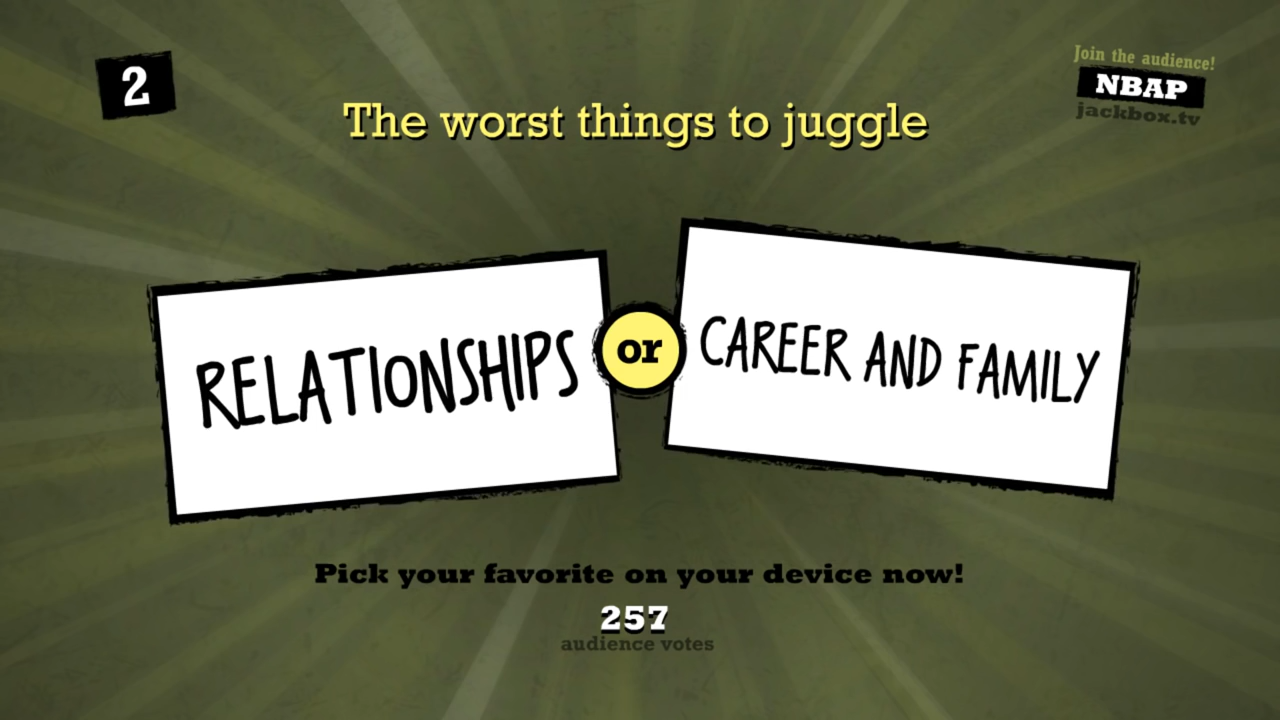 2
Join the audience!
NBAP
jackbox.tv
The worst things to juggle
RELATIONSHIPS
or
CAREER AND FAMILY
Pick your favorite on your device now!
257
audience votes